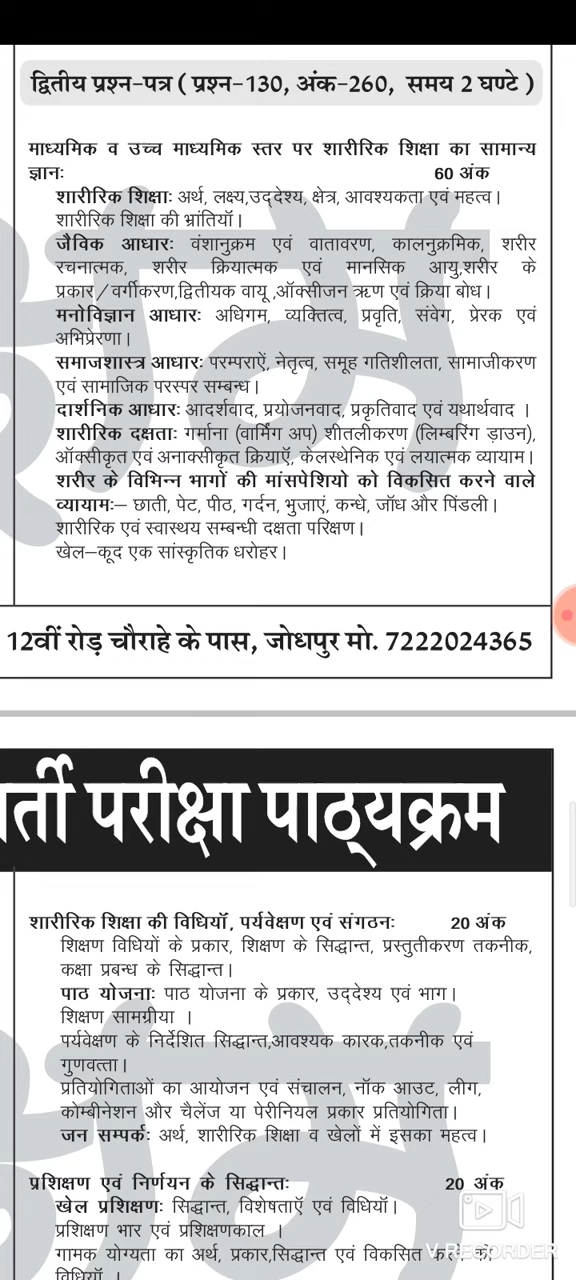 द्वितीय प्रश्न-पत्र ( प्रश्न-130, अंक-260, समय 2 घण्टे )
माध्यमिक व उच्च माध्यमिक स्तर पर शारीरिक शिक्षा का सामान्य
ज्ञानः 60 अंक
शारीरिक शिक्षाः अर्थ, लक्ष्य,उद्देश्य, क्षेत्र, आवश्यकता एवं महत्व।
शारीरिक शिक्षा की भ्रांतियॉ।
जैविक आधारः वंशानुक्रम एवं वातावरण, कालनुक्रमिक, शरीर
रचनात्मक, शरीर क्रियात्मक एवं मानसिक आयु,शरीर के
प्रकार/वर्गीकरण,द्वितीयक वायू ,ऑक्सीजन ऋण एवं क्रिया बोध।
मनोविज्ञान आधारः अधिगम, व्यक्तित्व, प्रवृति, संवेग, प्रेरक एवं
अभिप्रेरणा।
समाजशास्त्र आधारः परम्पराऐं, नेतृत्व, समूह गतिशीलता, सामाजीकरण
एवं सामाजिक परस्पर सम्बन्ध।
दार्शनिक आधारः आदर्शवाद, प्रयोजनवाद, प्रकृतिवाद एवं यथार्थवाद ।
शारीरिक दक्षताः गर्माना (वार्मिंग अप) शीतलीकरण (लिम्बरिंग ड़ाउन),
ऑक्सीकृत एवं अनाक्सीकृत क्रियाऍ, केलस्थेनिक एवं लयात्मक व्यायाम।
शरीर के विभिन्न भागों की मांसपेशियो को विकसित करने वाले
व्यायामः– छाती, पेट, पीठ, गर्दन, भुजाएं, कन्धे, जॉघ और पिंडली।
शारीरिक एवं स्वास्थय सम्बन्धी दक्षता परिक्षण।
खेल–कूद एक सांस्कृतिक धरोहर।
12वीं रोड़ चौराहे के पास, जोधपुर मो. 7222024365
र्ती परीक्षा पाठ्यक्रम
शारीरिक शिक्षा की विधियॉ, पर्यवेक्षण एवं संगठनः 20 अंक
शिक्षण विधियों के प्रकार, शिक्षण के सिद्धान्त, प्रस्तुतीकरण तकनीक,
कक्षा प्रबन्ध के सिद्धान्त।
पाठ योजनाः पाठ योजना के प्रकार, उद्देश्य एवं भाग।
शिक्षण सामग्रीया ।
पर्यवेक्षण के निर्देशित सिद्धान्त,आवश्यक कारक,तकनीक एवं
गुणवत्ता।
प्रतियोगिताओं का आयोजन एवं संचालन, नॉक आउट, लीग,
कोम्बीनेशन और चैलेंज या पेरीनियल प्रकार प्रतियोगिता।
जन सम्पर्कः अर्थ, शारीरिक शिक्षा व खेलों में इसका महत्व।
प्रशिक्षण एवं निर्णयन के सिद्धान्तः 20 अंक
खेल प्रशिक्षणः सिद्धान्त, विशेषताऍ एवं विधियॉ।
प्रशिक्षण भार एवं प्रशिक्षणकाल ।
गामक योग्यता का अर्थ, प्रकार,सिद्धान्त एवं विकसित करने की
विधियॉ ।
V RECORDER